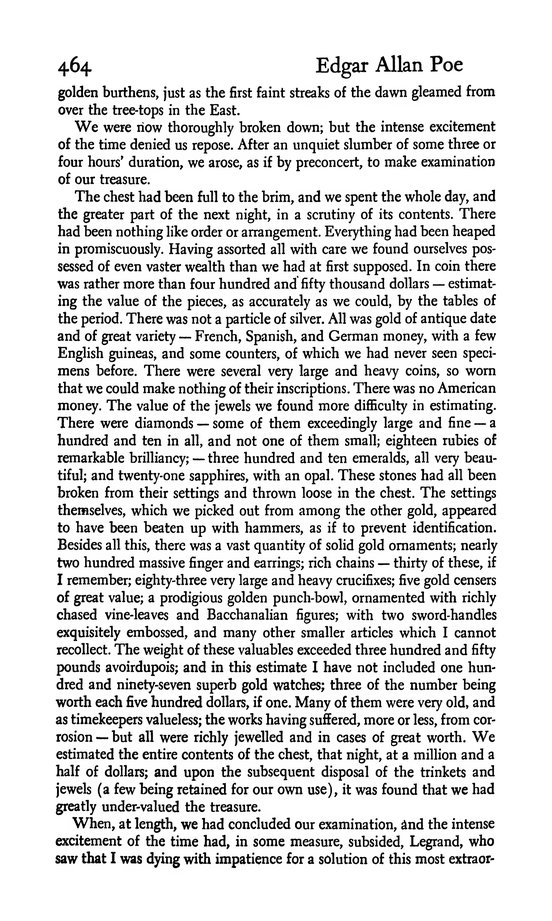 464 Edgar Allan Poe
golden burthens, just as the first faint streaks of the dawn gleamed from
over the tree-tops in the East.
We were now thoroughly broken down; but the intense excitement
of the time denied us repose. After an unquiet slumber of some three or
four hours' duration, we arose, as if by preconcert, to make examination
of our treasure.
The chest had been full to the brim, and we spent the whole day, and
the greater part of the next night, in a scrutiny of its contents. There
had been nothing like order or arrangement. Everything had been heaped
in promiscuously. Having assorted all with care we found ourselves pos-
sessed of even vaster wealth than we had at first supposed. In coin there
was rather more than four hundred and fifty thousand dollars — estimat-
ing the value of the pieces, as accurately as we could, by the tables of
the period. There was not a particle of silver. All was gold of antique date
and of great variety — French, Spanish, and German money, with a few
English guineas, and some counters, of which we had never seen speci-
mens before. There were several very large and heavy coins, so worn
that we could make nothing of their inscriptions. There was no American
money. The value of the jewels we found more difficulty in estimating.
There were diamonds — some of them exceedingly large and fine — a
hundred and ten in all, and not one of them small; eighteen rubies of
remarkable brilliancy; — three hundred and ten emeralds, all very beau-
tiful; and twenty-one sapphires, with an opal. These stones had all been
broken from their settings and thrown loose in the chest. The settings
themselves, which we picked out from among the other gold, appeared
to have been beaten up with hammers, as if to prevent identification.
Besides all this, there was a vast quantity of solid gold ornaments; nearly
two hundred massive finger and earrings; rich chains — thirty of these, if
I remember; eighty-three very large and heavy crucifixes; five gold censers
of great value; a prodigious golden punch-bowl, ornamented with richly
chased vine-leaves and Bacchanalian figures; with two sword-handles
exquisitely embossed, and many other smaller articles which I cannot
recollect. The weight of these valuables exceeded three hundred and fifty
pounds avoirdupois; and in this estimate I have not included one hun-
dred and ninety-seven superb gold watches; three of the number being
worth each five hundred dollars, if one. Many of them were very old, and
as timekeepers valueless; the works having suffered, more or less, from cor-
rosion — but all were richly jewelled and in cases of great worth. We
estimated the entire contents of the chest, that night, at a million and a
half of dollars; and upon the subsequent disposal of the trinkets and
jewels (a few being retained for our own use), it was found that we had
greatly under-valued the treasure.
When, at length, we had concluded our examination, and the intense
excitement of the time had, in some measure, subsided, Legrand, who
saw that I was dying with impatience for a solution of this most extraor-